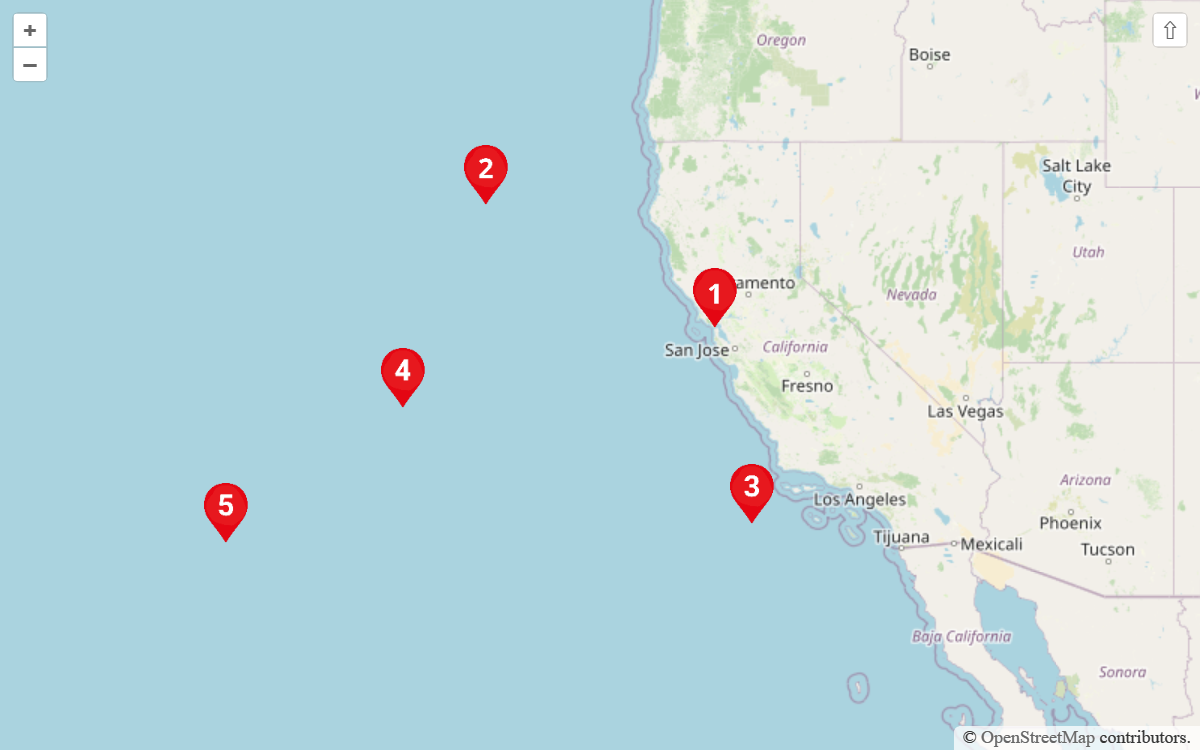 +
−
⇧
Oregon
Boise
Salt Lake
City
2
Utah
1
amento
Nevada
San Jose
California
4
Fresno
Las Vegas
3
5
Los Angeles
Arizona
Phoenix
Tijuana
Mexicali
Tucson
Baja California
Sonora
© OpenStreetMap contributors.